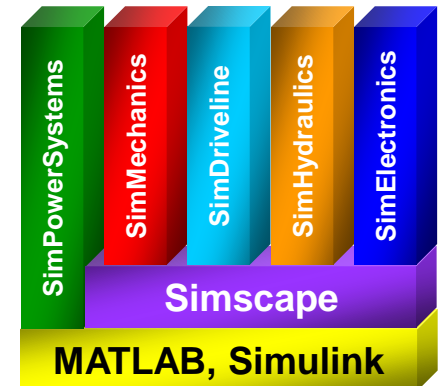 SimPowerSystems
SimMechanics
SimDriveline
SimHydraulics
SimElectronics
Simscape
MATLAB, Simulink